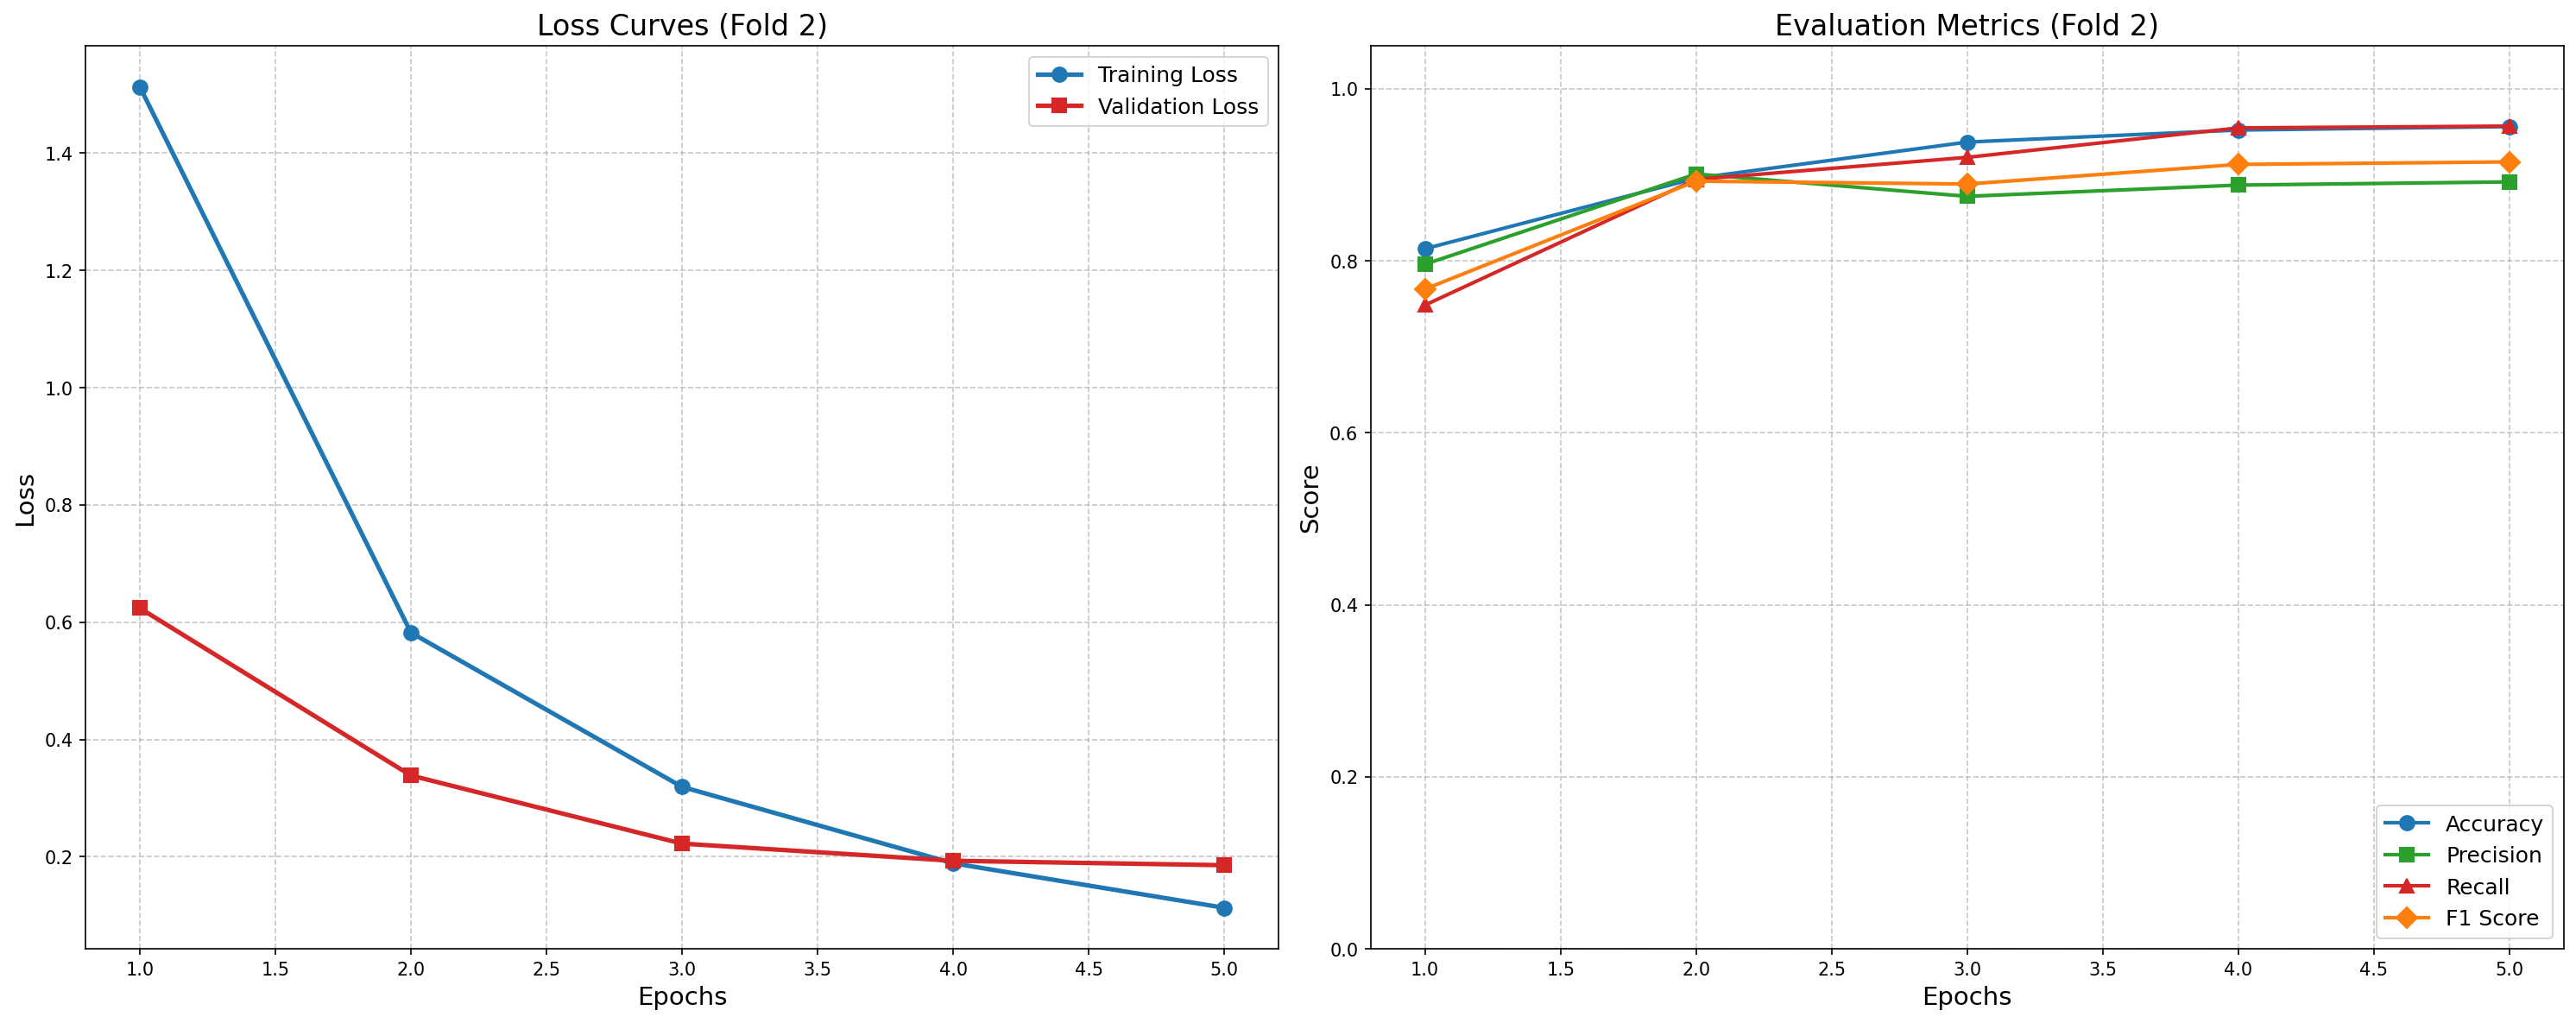 Loss Curves (Fold 2)
Training Loss
Validation Loss
Loss
1.4
1.2
1.0
0.8
0.6
0.4
0.2
1.0 1.5 2.0 2.5 3.0 3.5 4.0 4.5 5.0
Epochs
Evaluation Metrics (Fold 2)
Score
1.0
0.8
0.6
0.4
0.2
0.0
Accuracy
Precision
Recall
F1 Score
1.0 1.5 2.0 2.5 3.0 3.5 4.0 4.5 5.0
Epochs